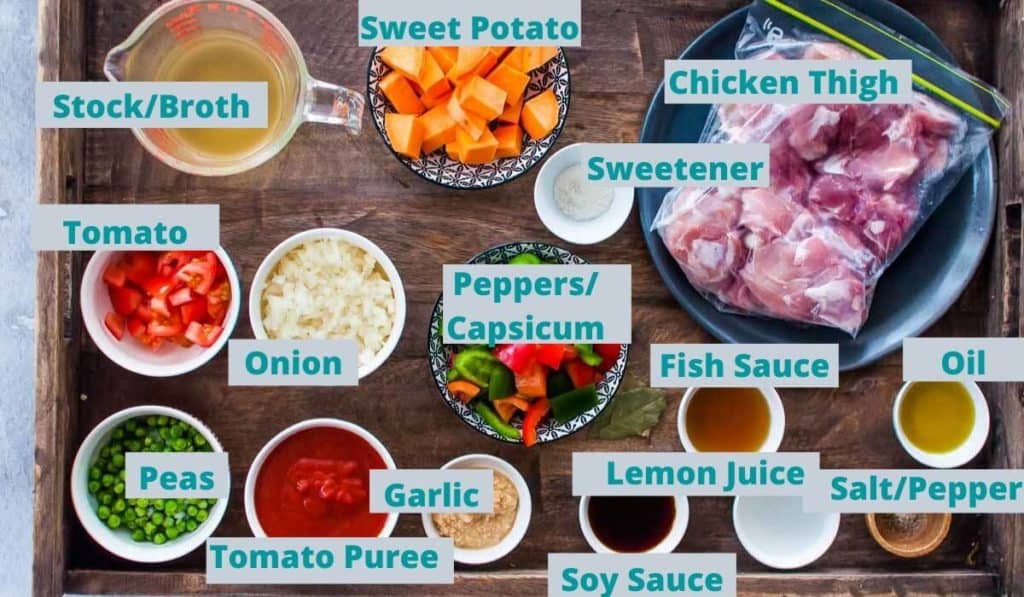 Sweet Potato
Stock/Broth
Chicken Thigh
Sweetener
Tomato
Peppers/
Capsicum
Onion
Fish Sauce
Oil
Peas
Garlic
Lemon Juice
Salt/Pepper
Tomato Puree
Soy Sauce